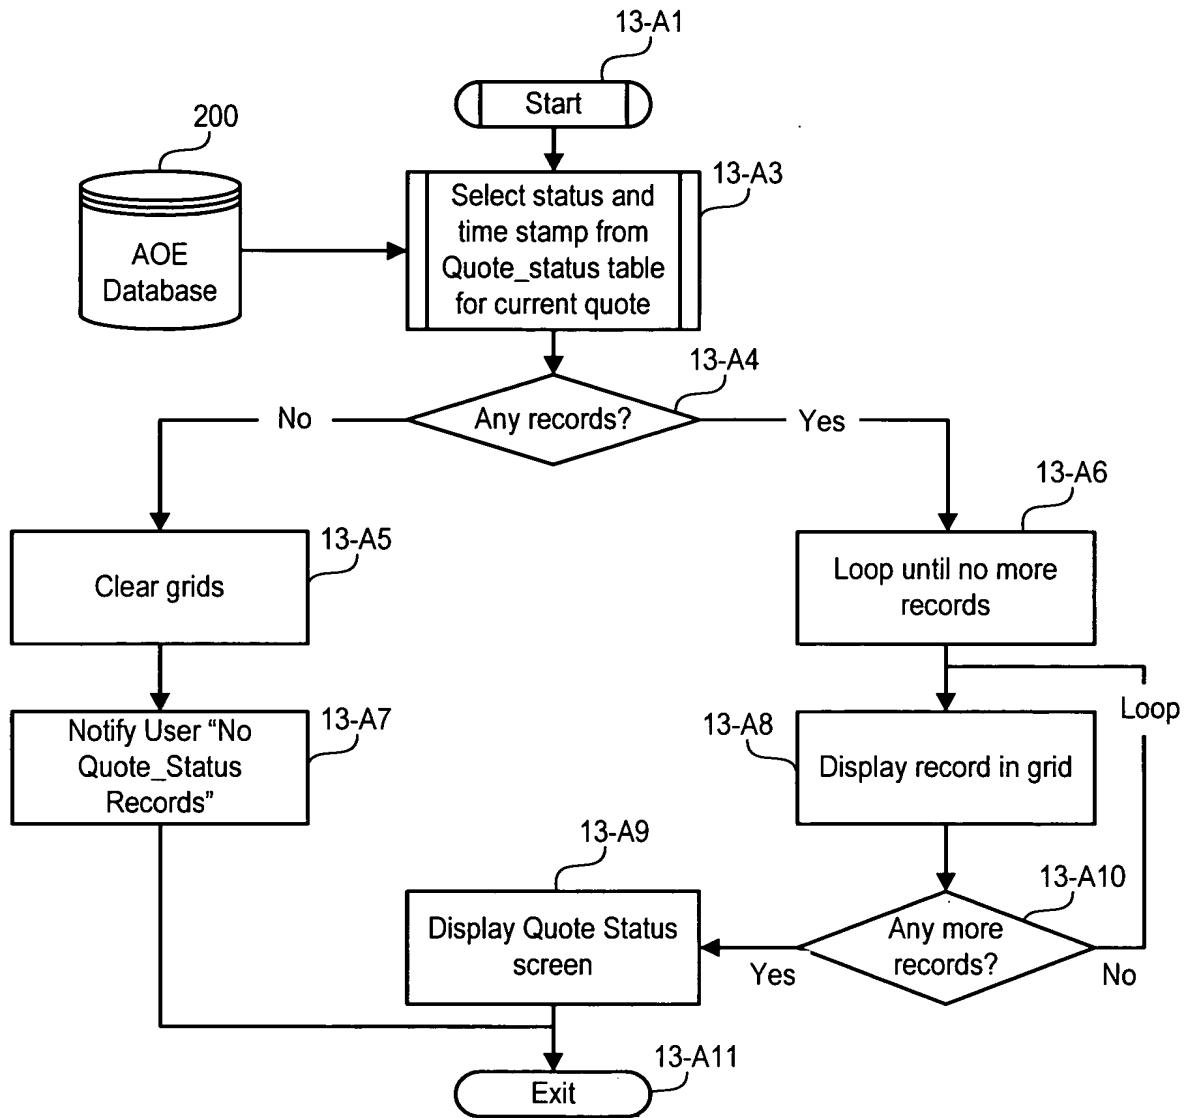 13-A1
Start
200
13-A3
Select status and
time stamp from
Quote_status table
for current quote
AOE
Database
13-A4
Any records?
No
Yes
13-A6
13-A5
Clear grids
Loop until no more
records
13-A7
Notify User “No
Quote_Status
Records”
13-A8
Loop
Display record in grid
13-A9
13-A10
Display Quote Status
screen
Any more
records?
Yes
No
13-A11
Exit